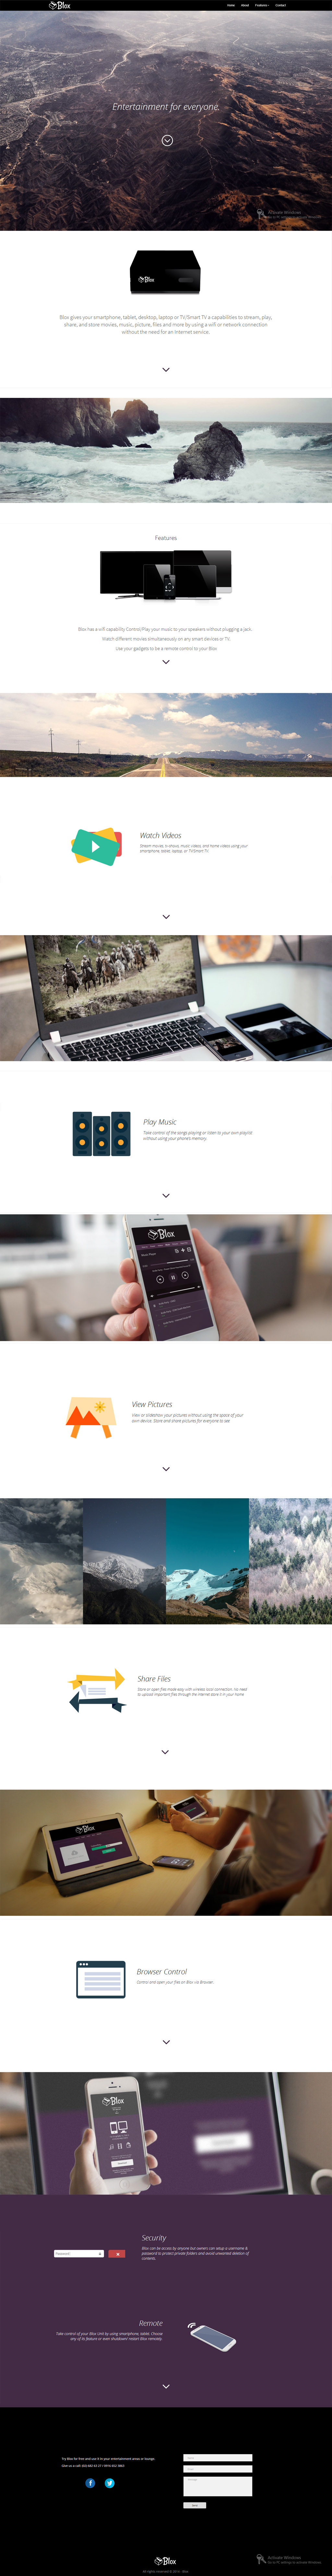 Blox
Home About Features Contact
Entertainment for everyone.
Activate Windows
Go to PC settings to activate Windows.
Blox
Blox gives your smartphone, tablet, desktop, laptop or TV/Smart TV a capabilities to stream, play,
share, and store movies, music, picture, files and more by using a wifi or network connection
without the need for an internet service.
Features
Blox has a wifi capability Control/Play your music to your speakers without plugging a jack.
Watch different movies simultaneously on any smart devices or TV.
Use your gadgets to be a remote control to your Blox
Watch Videos
Stream movies, tv-shows, music videos, and home videos using your
smartphone, tablet, laptop, or TV/Smart TV.
Play Music
Take control of the songs playing or listen to your own playlist
without using your phone's memory.
Blox
Music Player
View Pictures
View or slideshow your pictures without using the space of your
own device. Store and share pictures for everyone to see
Share Files
Store or open files made easy with wireless local connection. No need
to upload important files through the internet store it in your home
Blox
Browser Control
Control and open your files on Blox via Browser.
Blox
Security
Blox can be access by anyone but owners can setup a username &
password to protect private folders and avoid unwanted deletion of
contents.
Password
Remote
Take control of your Blox Unit by using smartphone, tablet. Choose
any of its feature or even shutdown/ restart Blox remotely.
Try Blox for free and use it in your entertainment areas or lounge.
Blox
Activate Windows
Go to PC settings to activate Windows.
All rights reserved © 2014 - Blox